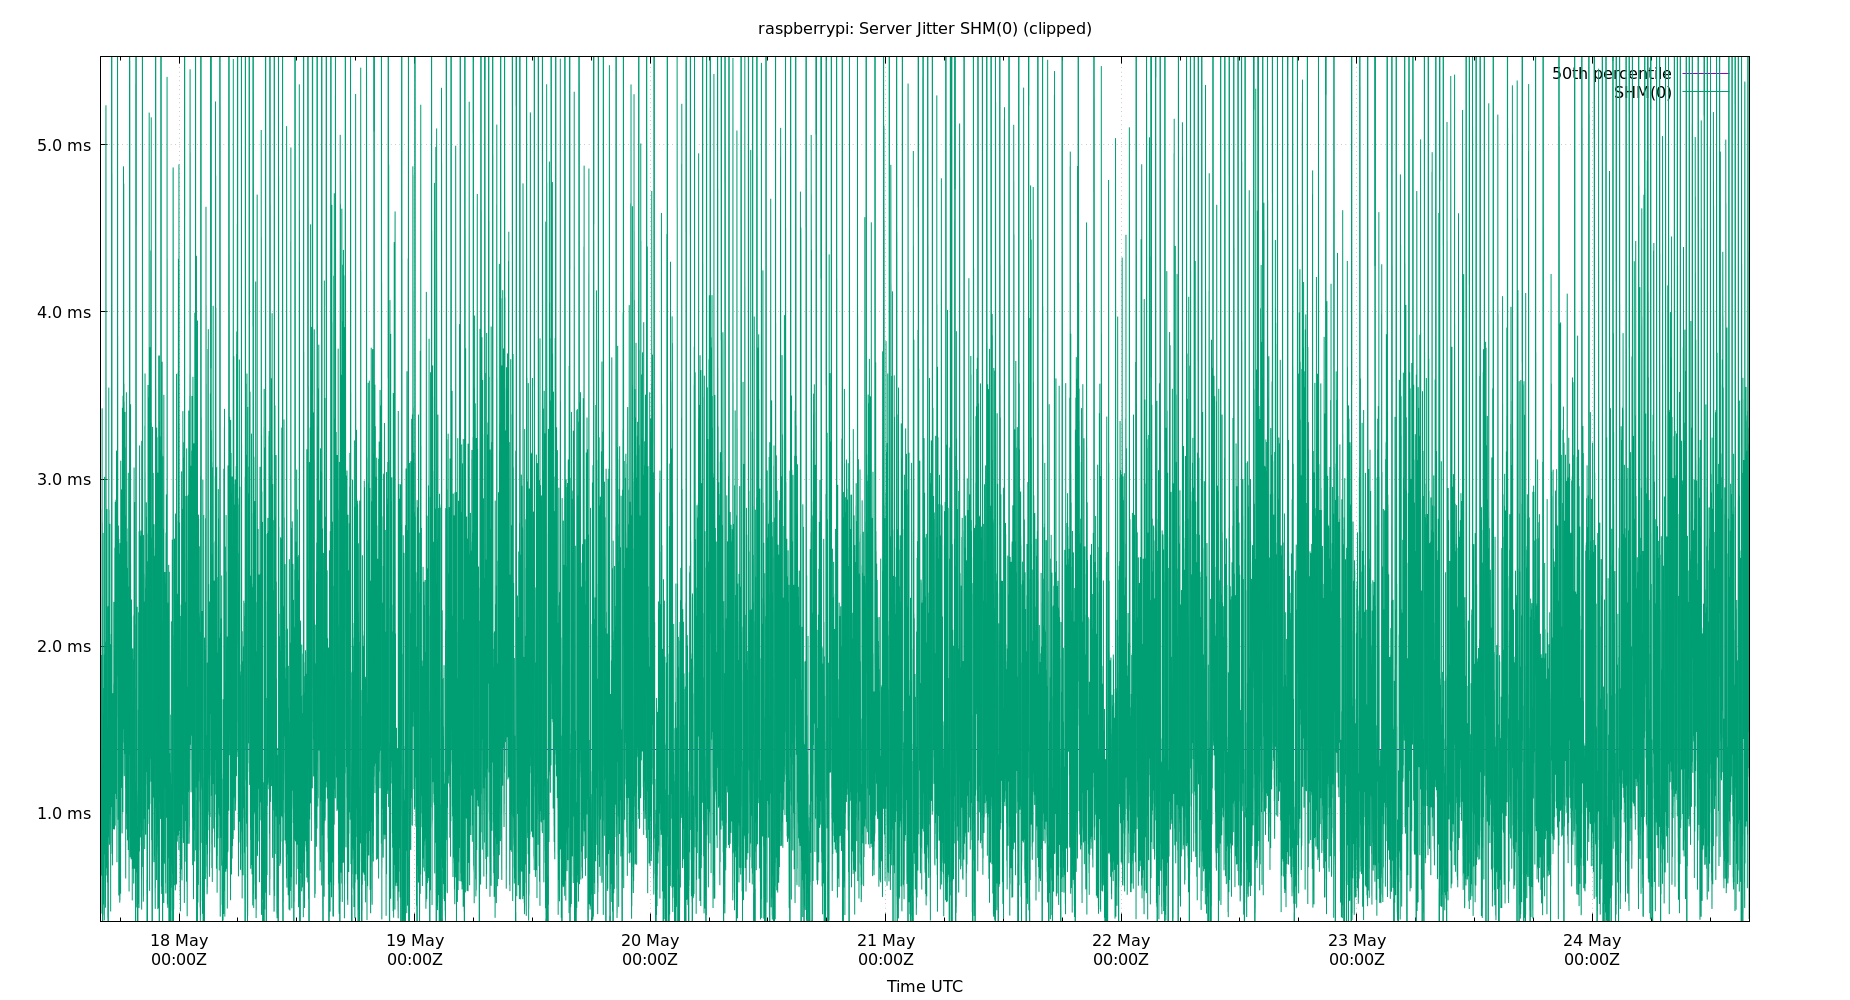 raspberrypi: Server Jitter SHM(0) (clipped)
50th percentile
SHM(0)
5.0 ms
4.0 ms
3.0 ms
2.0 ms
1.0 ms
18 May 19 May 20 May 21 May 22 May 23 May 24 May
00:00Z 00:00Z 00:00Z 00:00Z 00:00Z 00:00Z 00:00Z
Time UTC